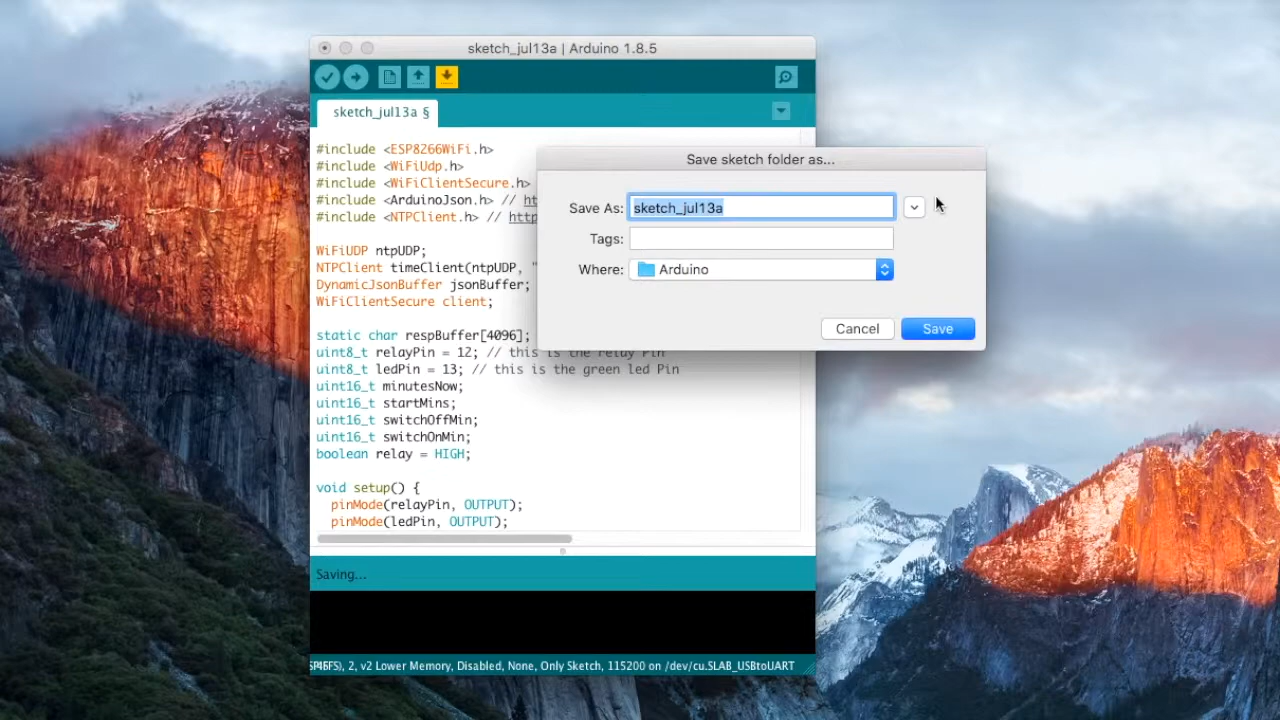 sketch_jul13a | Arduino 1.8.5
sketch_jul13a §
#include <ESP8266WiFi.h>
#include <WiFiUdp.h>
#include <WiFiClientSecure.h>
#include <ArduinoJson.h> // ht
#include <NTPClient.h> // http
WiFiUDP ntpUDP;
NTPClient timeClient(ntpUDP, "
DynamicJsonBuffer jsonBuffer;
WiFiClientSecure client;
static char respBuffer[4096];
uint8_t relayPin = 12; // this is the relay Pin
uint8_t ledPin = 13; // this is the green led Pin
uint16_t minutesNow;
uint16_t startMins;
uint16_t switchOffMin;
uint16_t switchOnMin;
boolean relay = HIGH;
void setup() {
pinMode(relayPin, OUTPUT);
pinMode(ledPin, OUTPUT);
Save sketch folder as...
Save As: sketch_jul13a
Tags:
Where: Arduino
Cancel Save
Saving...
2, v2 Lower Memory, Disabled, None, Only Sketch, 115200 on /dev/cu.SLAB_USBtoUART